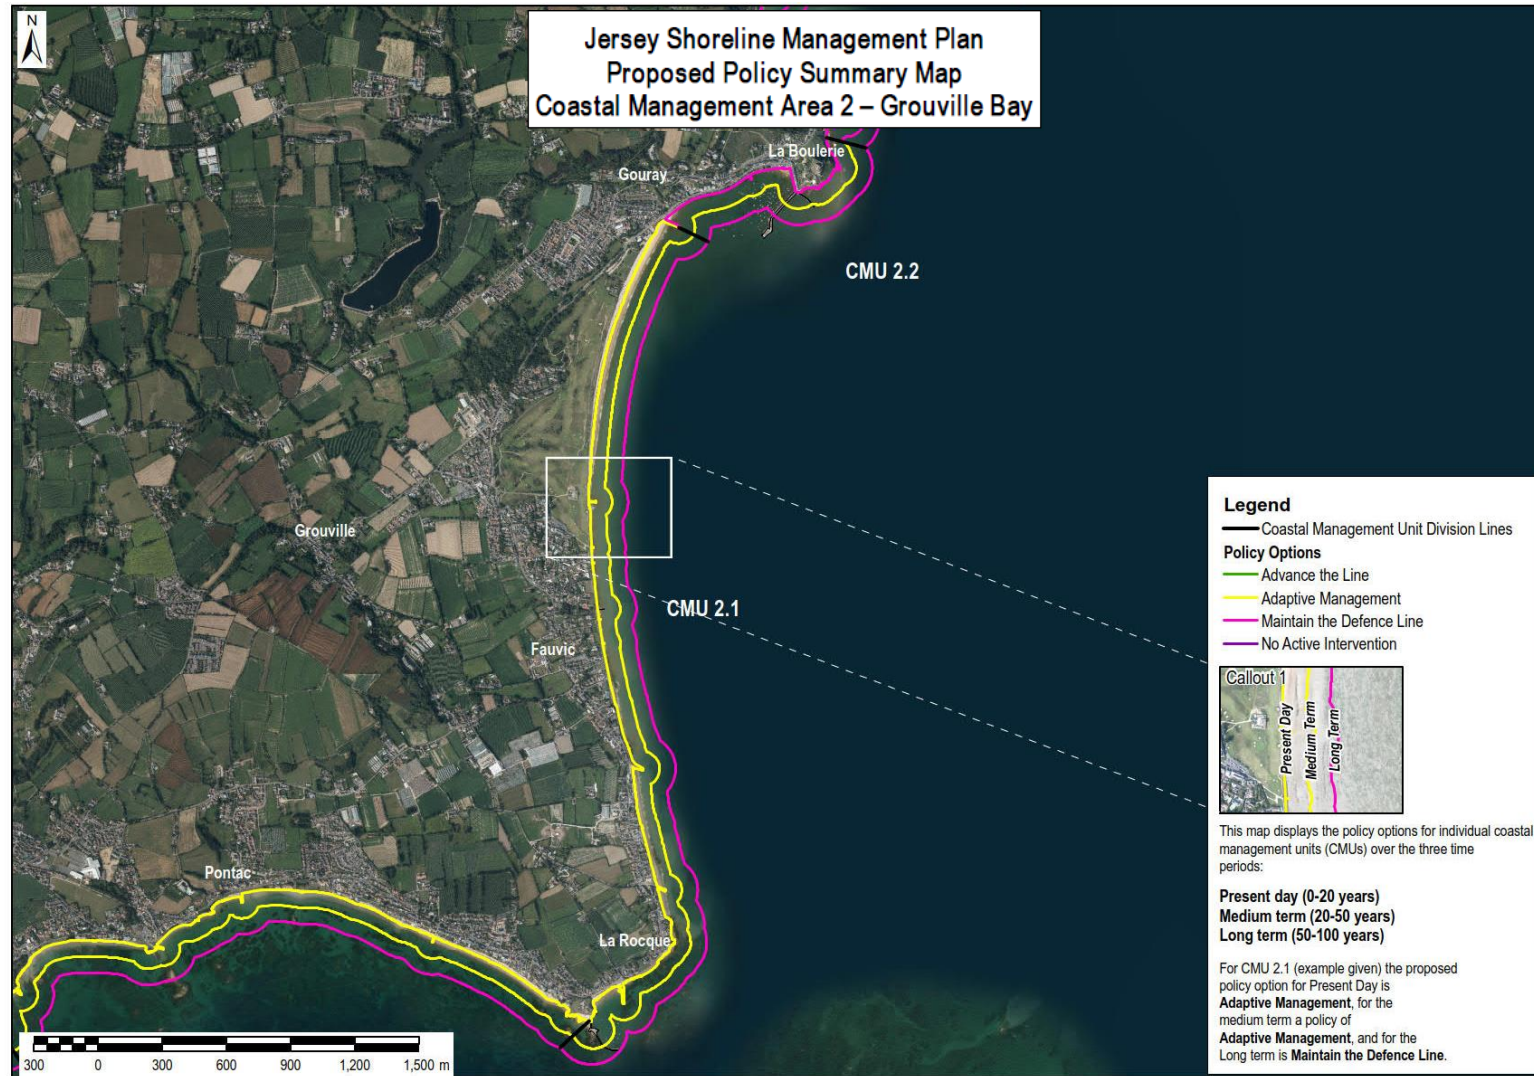 N
Jersey Shoreline Management Plan
Proposed Policy Summary Map
Coastal Management Area 2 – Grouville Bay
La Boulerie
Gouray
CMU 2.2
Grouville
CMU 2.1
Fauvic
Pontac
La Rocque
300 0 300 600 900 1,200 1,500 m
Legend
Coastal Management Unit Division Lines
Policy Options
Advance the Line
Adaptive Management
Maintain the Defence Line
No Active Intervention
Callout 1
Present Day
Medium Term
Long Term
This map displays the policy options for individual coastal
management units (CMUs) over the three time
periods:
Present day (0-20 years)
Medium term (20-50 years)
Long term (50-100 years)
For CMU 2.1 (example given) the proposed
policy option for Present Day is
Adaptive Management, for the
medium term a policy of
Adaptive Management, and for the
Long term is Maintain the Defence Line.